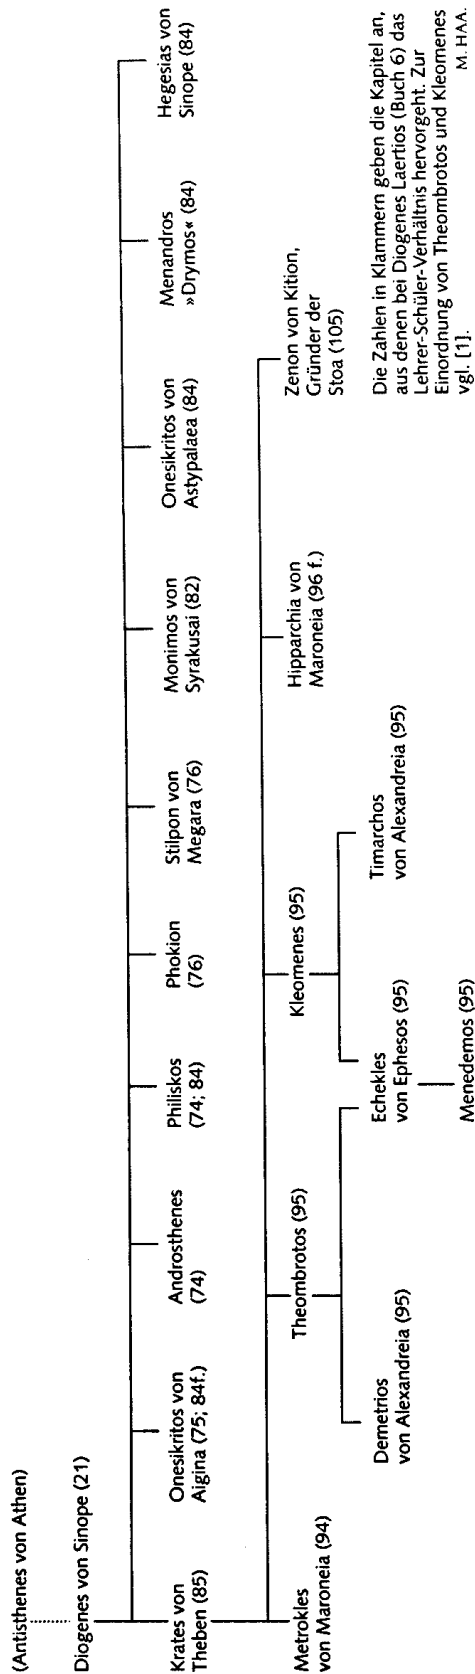 (Antisthenes von Athen)
Diogenes von Sinope (21)
Krates von
Theben (85)
Onesikritos von
Aigina (75; 84f.)
Androsthenes
(74)
Philiskos
(74; 84)
Phokion
(76)
Stilpon von
Megara (76)
Monimos von
Syrakusai (82)
Onesikritos von
Astypalaea (84)
Menandros
»Drymos« (84)
Hegesias von
Sinope (84)
Metrokles
von Maroneia (94)
Theombrotos (95)
Kleomenes (95)
Hipparchia von
Maroneia (96 f.)
Zenon von Kition,
Gründer der
Stoa (105)
Demetrios
von Alexandreia (95)
Echekles
von Ephesos (95)
Timarchos
von Alexandreia (95)
Menedemos (95)
Die Zahlen in Klammern geben die Kapitel an,
aus denen bei Diogenes Laertios (Buch 6) das
Lehrer-Schüler-Verhältnis hervorgeht. Zur
Einordnung von Theombrotos und Kleomenes
vgl. [1].
M. HAA.